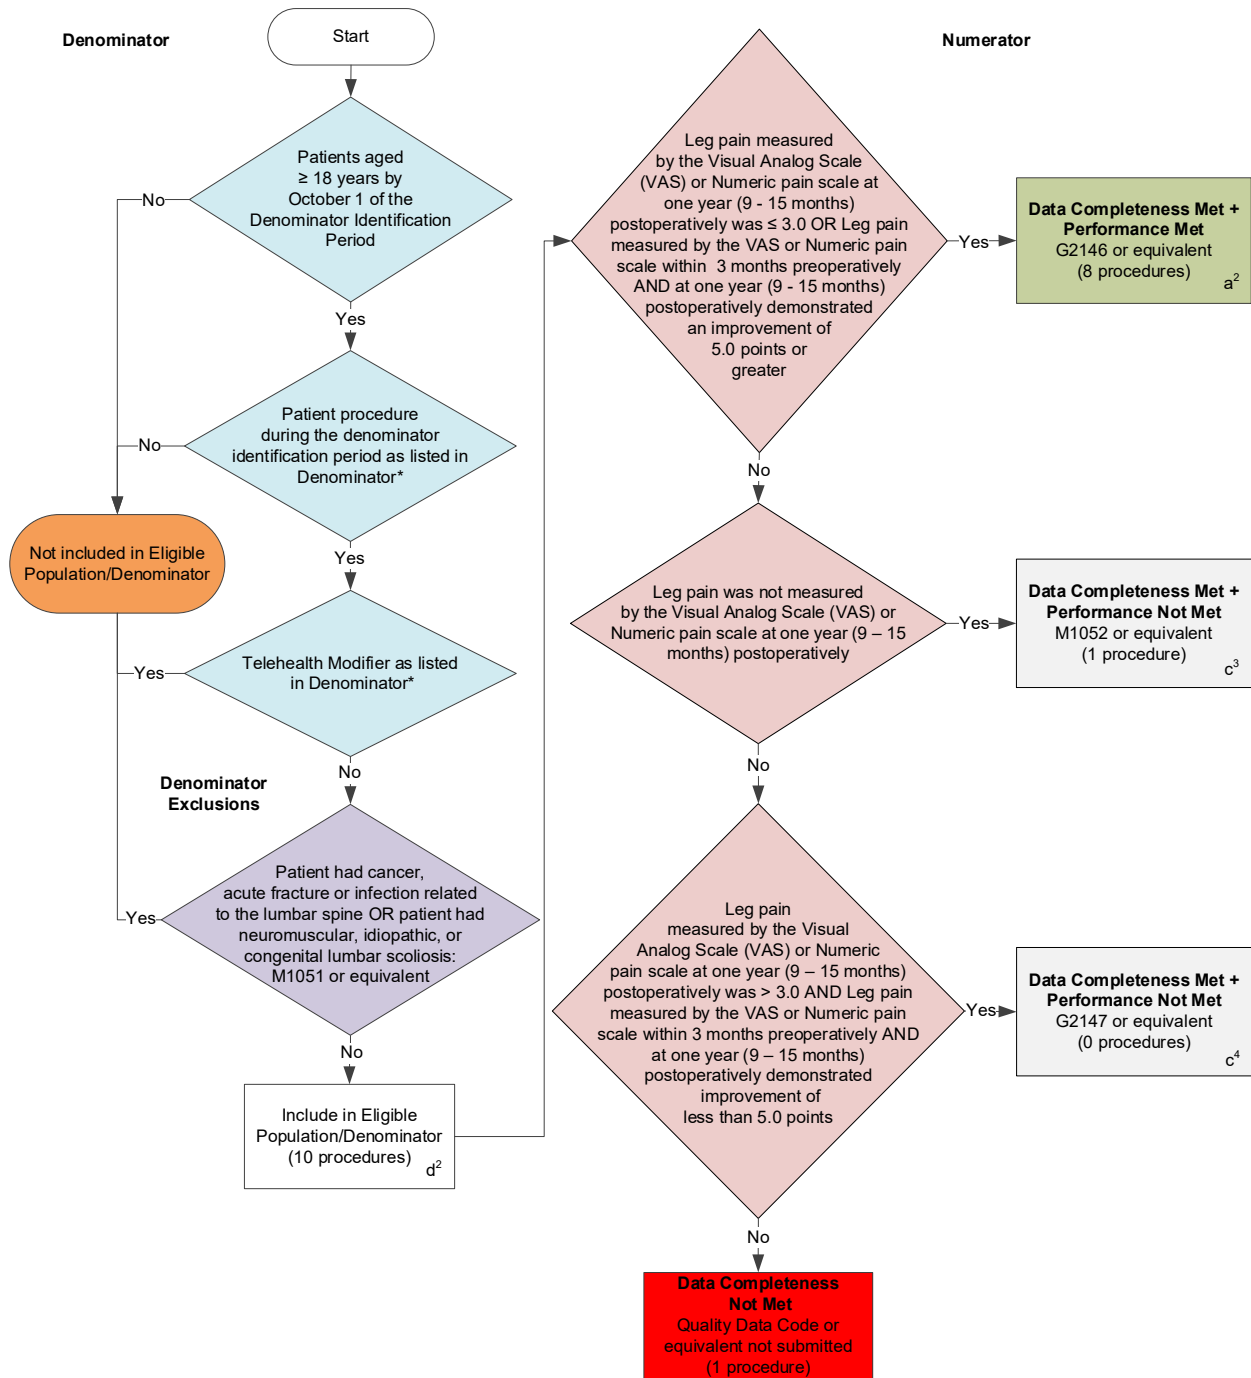 Denominator
Start
Numerator
Patients aged
≥ 18 years by
October 1 of the
Denominator Identification
Period
No
Yes
Patient procedure
during the denominator
identification period as listed in
Denominator*
No
Yes
Not included in Eligible
Population/Denominator
Telehealth Modifier as listed
in Denominator*
Yes
No
Denominator
Exclusions
Patient had cancer,
acute fracture or infection related
to the lumbar spine OR patient had
neuromuscular, idiopathic, or
congenital lumbar scoliosis:
M1051 or equivalent
Yes
No
Include in Eligible
Population/Denominator
(10 procedures)
d²
Leg pain measured
by the Visual Analog Scale
(VAS) or Numeric pain scale at
one year (9 - 15 months)
postoperatively was ≤ 3.0 OR Leg pain
measured by the VAS or Numeric pain
scale within 3 months preoperatively
AND at one year (9 - 15 months)
postoperatively demonstrated
an improvement of
5.0 points or
greater
Yes
Data Completeness Met +
Performance Met
G2146 or equivalent
(8 procedures)
a²
No
Leg pain was not measured
by the Visual Analog Scale (VAS) or
Numeric pain scale at one year (9 – 15
months) postoperatively
Yes
Data Completeness Met +
Performance Not Met
M1052 or equivalent
(1 procedure)
c³
No
Leg pain
measured by the Visual
Analog Scale (VAS) or Numeric
pain scale at one year (9 – 15 months)
postoperatively was > 3.0 AND Leg pain
measured by the VAS or Numeric pain
scale within 3 months preoperatively AND
at one year (9 – 15 months)
postoperatively demonstrated
improvement of
less than 5.0 points
Yes
Data Completeness Met +
Performance Not Met
G2147 or equivalent
(0 procedures)
c⁴
No
Data Completeness
Not Met
Quality Data Code or
equivalent not submitted
(1 procedure)